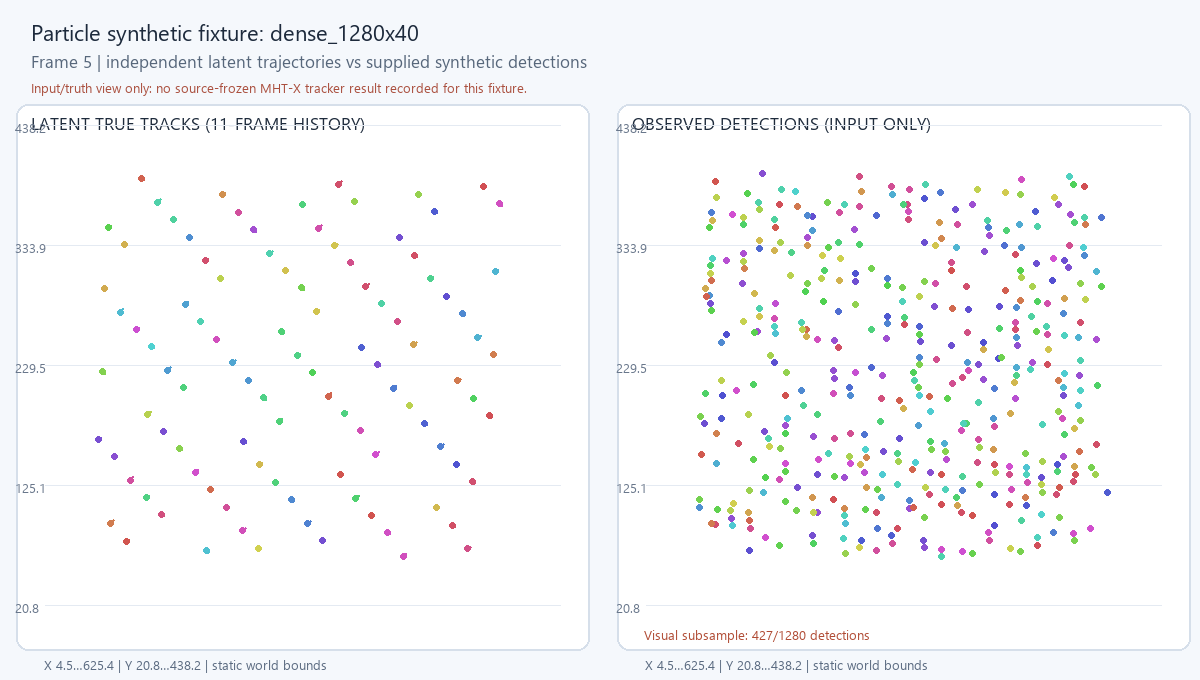 Particle synthetic fixture: dense_1280x40
Frame 5 | independent latent trajectories vs supplied synthetic detections
Input/truth view only: no source-frozen MHT-X tracker result recorded for this fixture.
LATENT TRUE TRACKS (11-FRAME HISTORY)
438.2
333.9
229.5
125.1
20.8
X 4.5...625.4 | Y 20.8...438.2 | static world bounds
OBSERVED DETECTIONS (INPUT ONLY)
438.2
333.9
229.5
125.1
20.8
Visual subsample: 427/1280 detections
X 4.5...625.4 | Y 20.8...438.2 | static world bounds